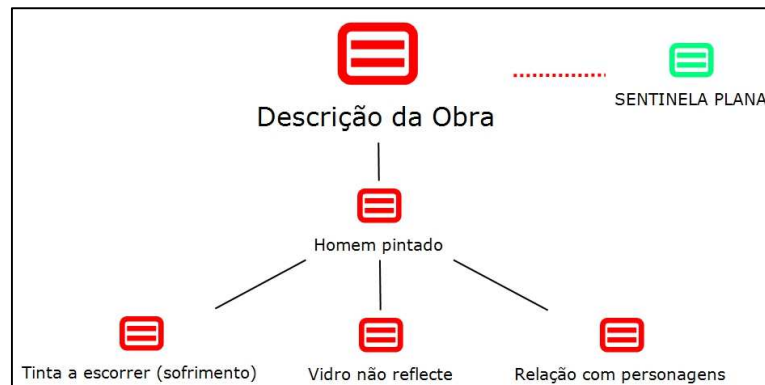 Descrição da Obra
SENTINELA PLANA
Homem pintado
Tinta a escorrer (sofrimento)
Vidro não reflecte
Relação com personagens